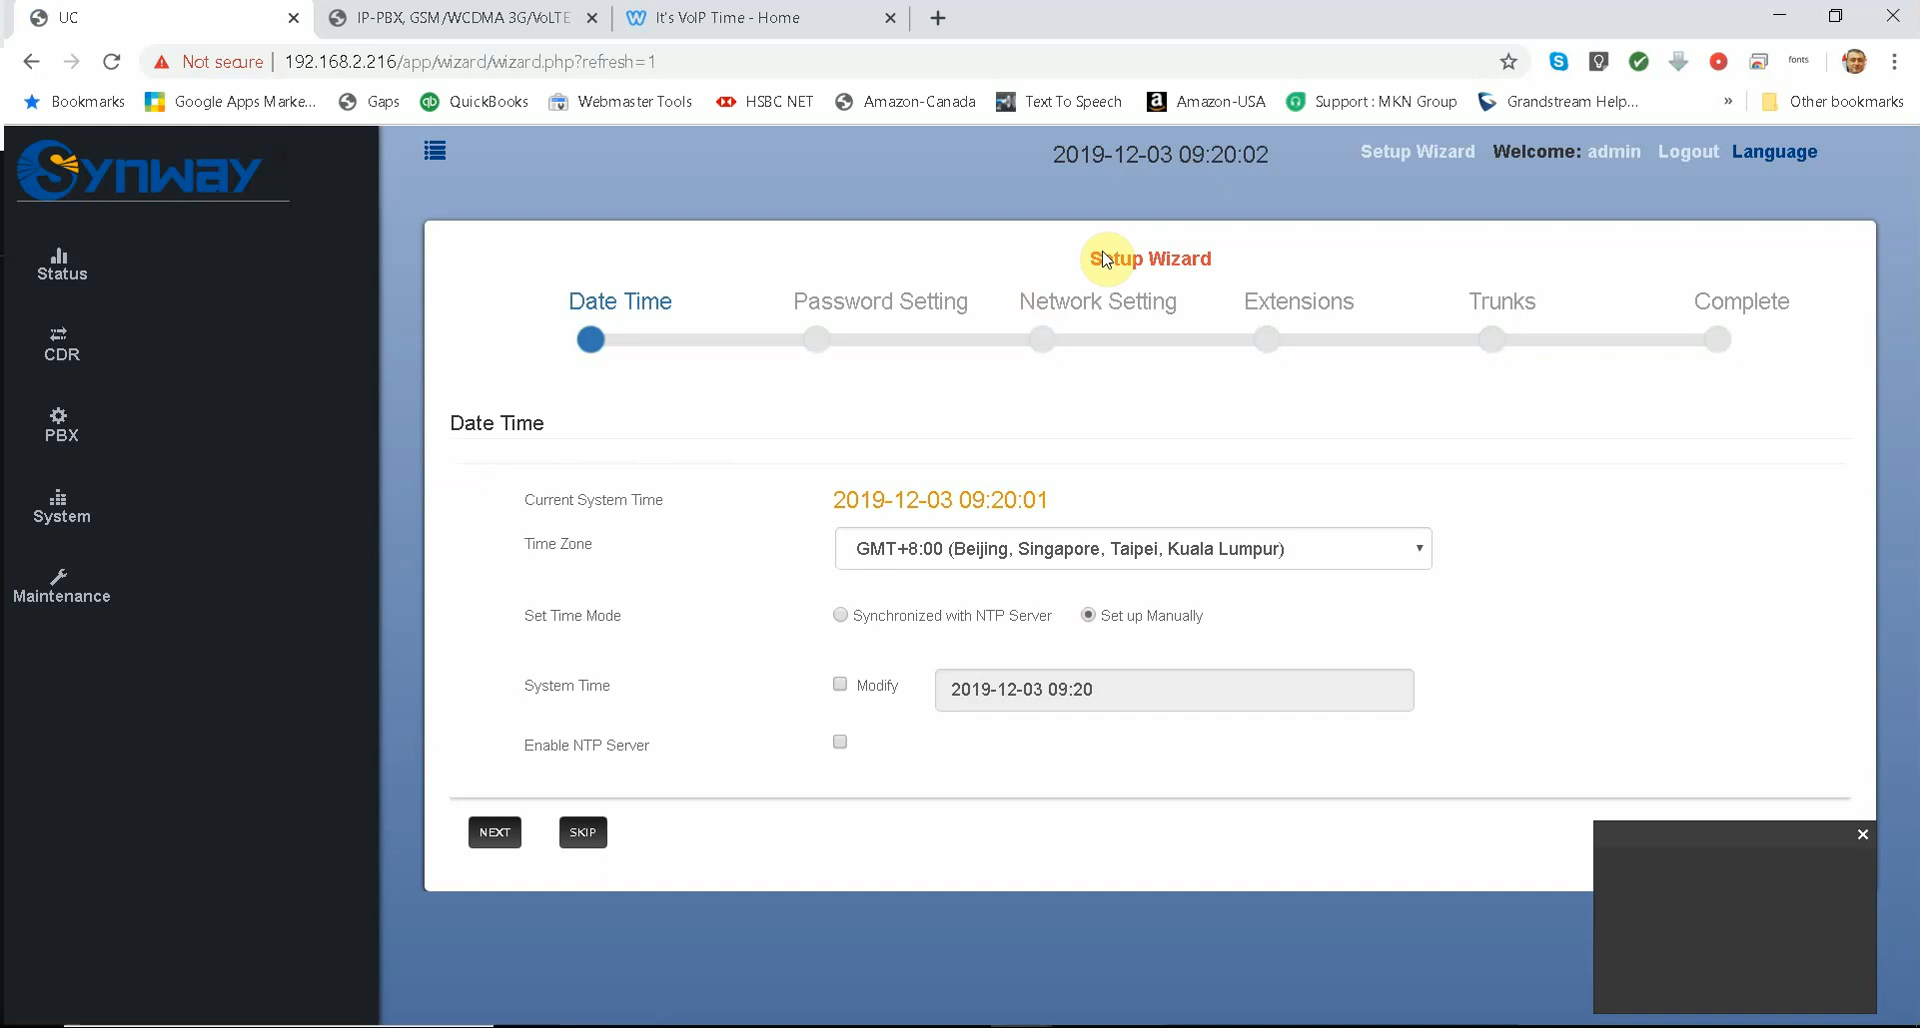 UC
IP-PBX, GSM/WCDMA 3G/VoLTE
It's VoIP Time - Home
Not secure
192.168.2.216/app/wizard/wizard.php?refresh=1
fonts
Bookmarks
Google Apps Marke...
Gaps
QuickBooks
Webmaster Tools
HSBC NET
Amazon-Canada
Text To Speech
Amazon-USA
Support : MKN Group
Grandstream Help...
»
Other bookmarks
Synway
2019-12-03 09:20:02
Setup Wizard
Welcome: admin
Logout
Language
Status
CDR
PBX
System
Maintenance
Setup Wizard
Date Time
Password Setting
Network Setting
Extensions
Trunks
Complete
Date Time
Current System Time
2019-12-03 09:20:01
Time Zone
GMT+8:00 (Beijing, Singapore, Taipei, Kuala Lumpur)
Set Time Mode
Synchronized with NTP Server
Set up Manually
System Time
Modify
2019-12-03 09:20
Enable NTP Server
NEXT
SKIP